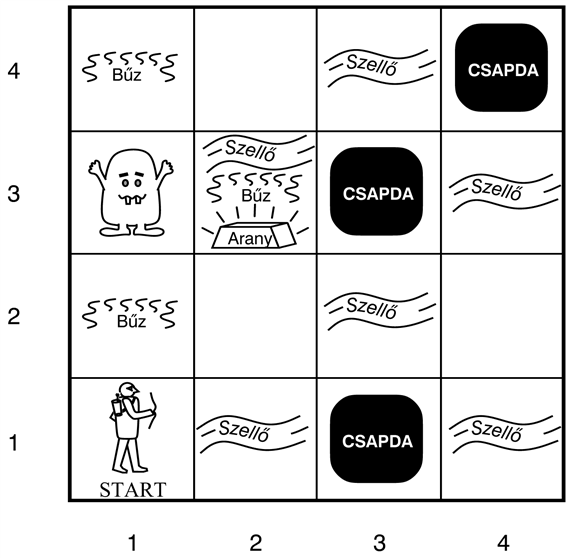 4
Bűz
Szellő
CSAPDA
3
Szellő
Bűz
Arany
CSAPDA
Szellő
2
Bűz
Szellő
1
START
Szellő
CSAPDA
Szellő
1 2 3 4